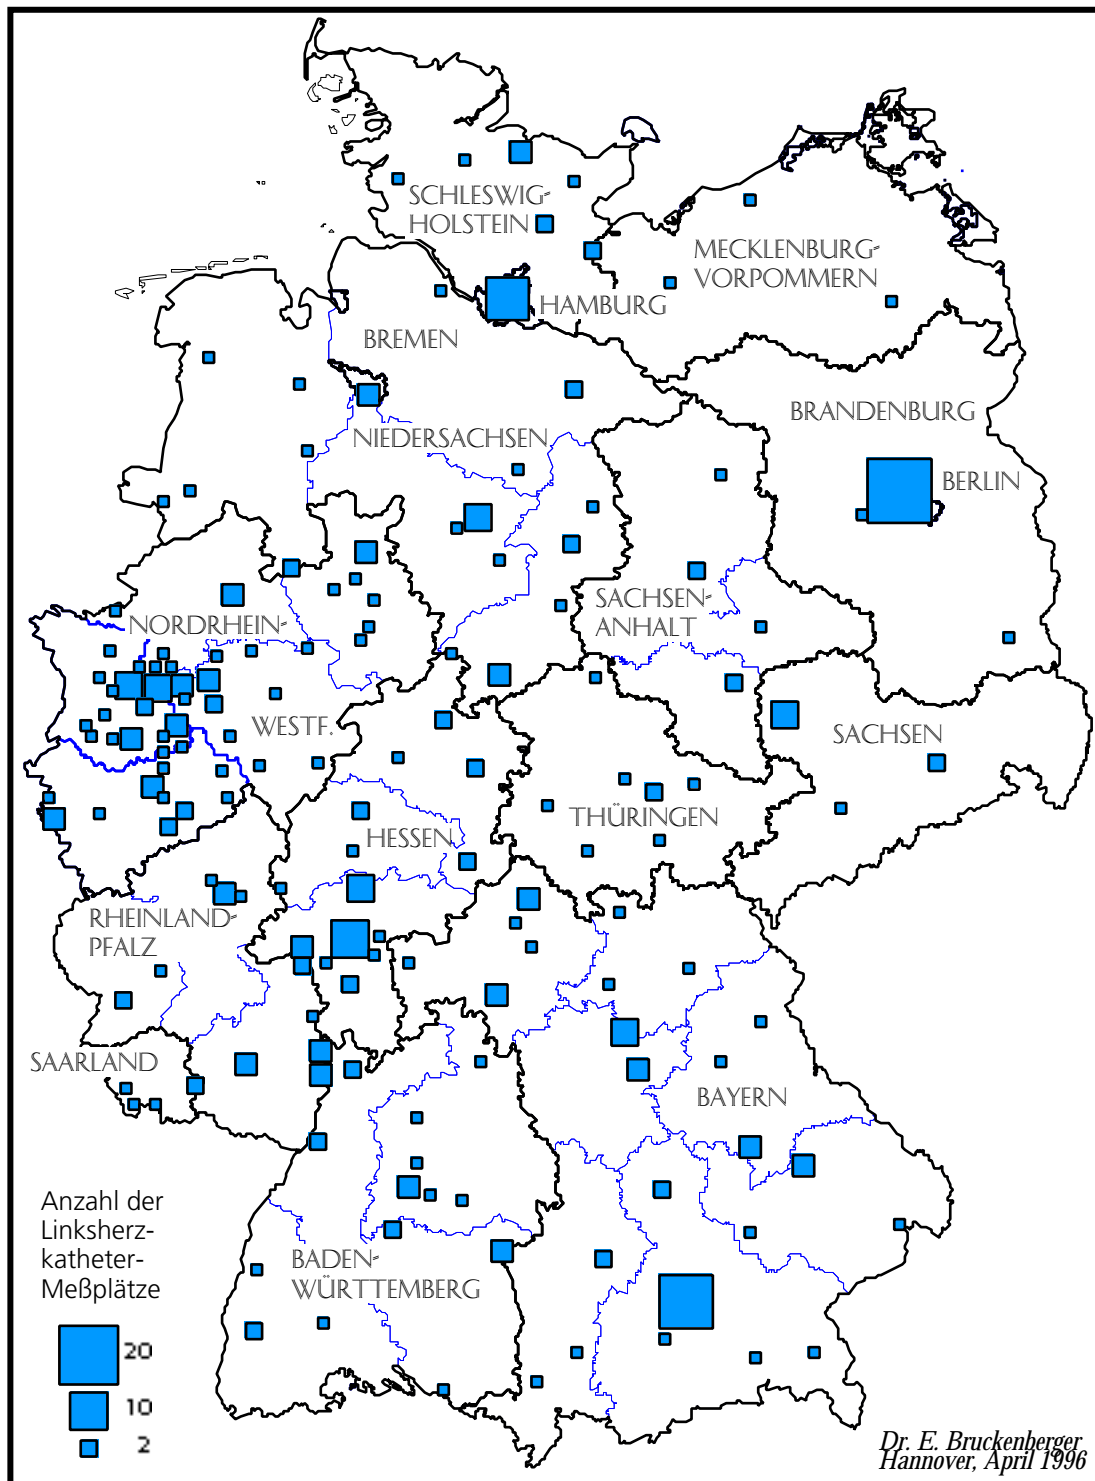 SCHLESWIG-
HOLSTEIN
MECKLENBURG-
VORPOMMERN
HAMBURG
BREMEN
BRANDENBURG
NIEDERSACHSEN
BERLIN
SACHSEN-
ANHALT
NORDRHEIN-
WESTF.
SACHSEN
THÜRINGEN
HESSEN
RHEINLAND-
PFALZ
SAARLAND
BAYERN
BADEN-
WÜRTTEMBERG
Anzahl der
Linksherz-
katheter-
Meßplätze
20
10
2
Dr. E. Bruckenberger
Hannover, April 1996